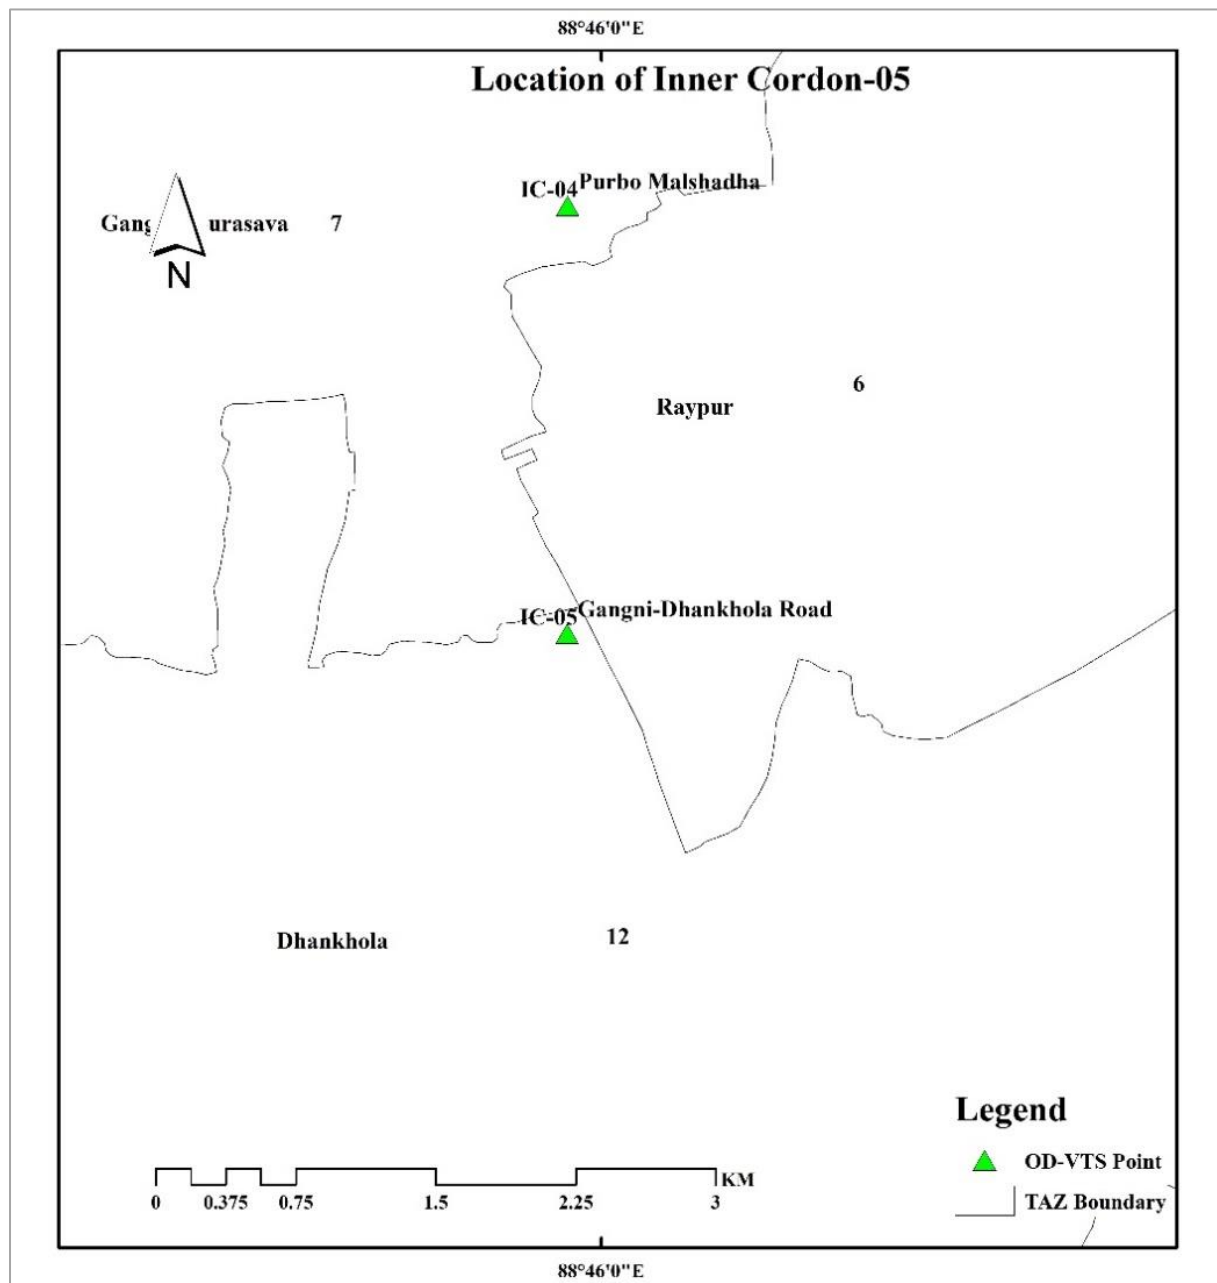 88°46'0"E
Location of Inner Cordon-05
IC-04 Purbo Malshadha
Gang urasava 7
N
6
Raypur
IC-05 Gangni-Dhankhola Road
12
Dhankhola
Legend
OD-VTS Point
TAZ Boundary
KM
0 0.375 0.75 1.5 2.25 3
88°46'0"E